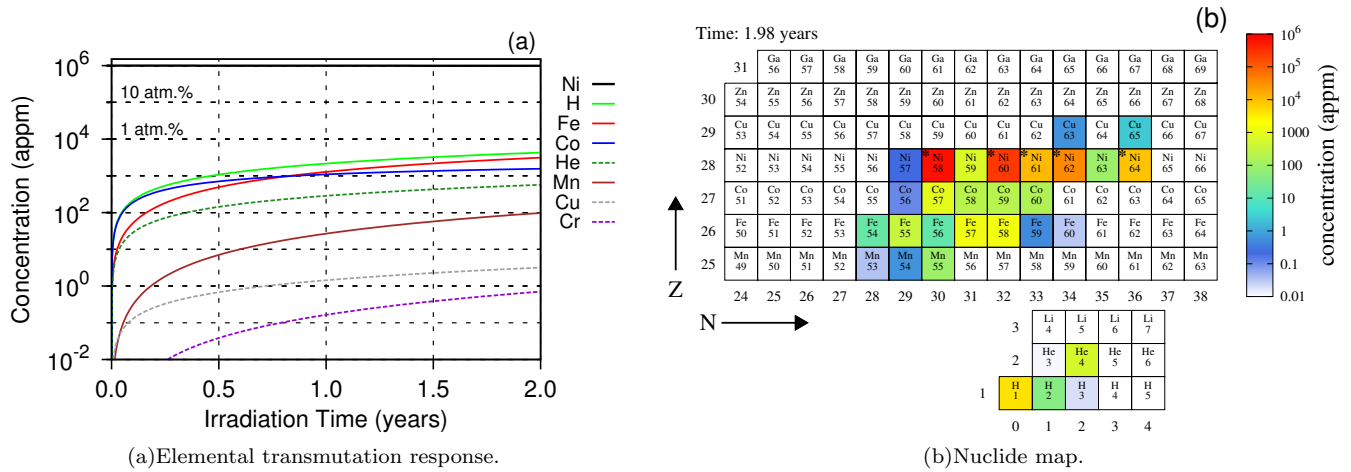 (a)
10⁶
10⁴
10²
10⁰
10⁻²
Concentration (appm)
10 atm.%
1 atm.%
0.0 0.5 1.0 1.5 2.0
Irradiation Time (years)
Ni
H
Fe
Co
He
Mn
Cu
Cr
(a)Elemental transmutation response.
(b)
Time: 1.98 years
31 Ga Ga Ga Ga Ga Ga Ga Ga Ga Ga Ga Ga Ga Ga
56 57 58 59 60 61 62 63 64 65 66 67 68 69
30 Zn Zn Zn Zn Zn Zn Zn Zn Zn Zn Zn Zn Zn Zn Zn
54 55 56 57 58 59 60 61 62 63 64 65 66 67 68
29 Cu Cu Cu Cu Cu Cu Cu Cu Cu Cu Cu Cu Cu Cu Cu
53 54 55 56 57 58 59 60 61 62 63 64 65 66 67
28 Ni Ni Ni Ni Ni Ni *Ni Ni *Ni *Ni *Ni Ni *Ni Ni Ni
52 53 54 55 56 57 58 59 60 61 62 63 64 65 66
27 Co Co Co Co Co Co Co Co Co Co Co Co Co Co Co
51 52 53 54 55 56 57 58 59 60 61 62 63 64 65
26 Fe Fe Fe Fe Fe Fe Fe Fe Fe Fe Fe Fe Fe Fe Fe
50 51 52 53 54 55 56 57 58 59 60 61 62 63 64
25 Mn Mn Mn Mn Mn Mn Mn Mn Mn Mn Mn Mn Mn Mn Mn
49 50 51 52 53 54 55 56 57 58 59 60 61 62 63
24 25 26 27 28 29 30 31 32 33 34 35 36 37 38
Z
N
3 Li Li Li Li
4 5 6 7
2 He He He He
3 4 5 6
1 H H H H H
1 2 3 4 5
0 1 2 3 4
10⁶
10⁵
10⁴
1000
100
10
1
0.1
0.01
concentration (appm)
(b)Nuclide map.